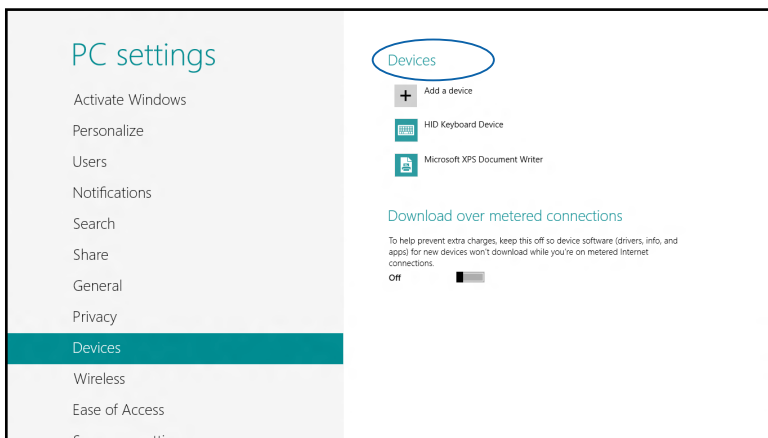 PC settings
Activate Windows
Personalize
Users
Notifications
Search
Share
General
Privacy
Devices
Wireless
Ease of Access
Devices
Add a device
HID Keyboard Device
Microsoft XPS Document Writer
Download over metered connections
To help prevent extra charges, keep this off so device software (drivers, info, and
apps) for new devices won't download while you're on metered Internet
connections.
Off